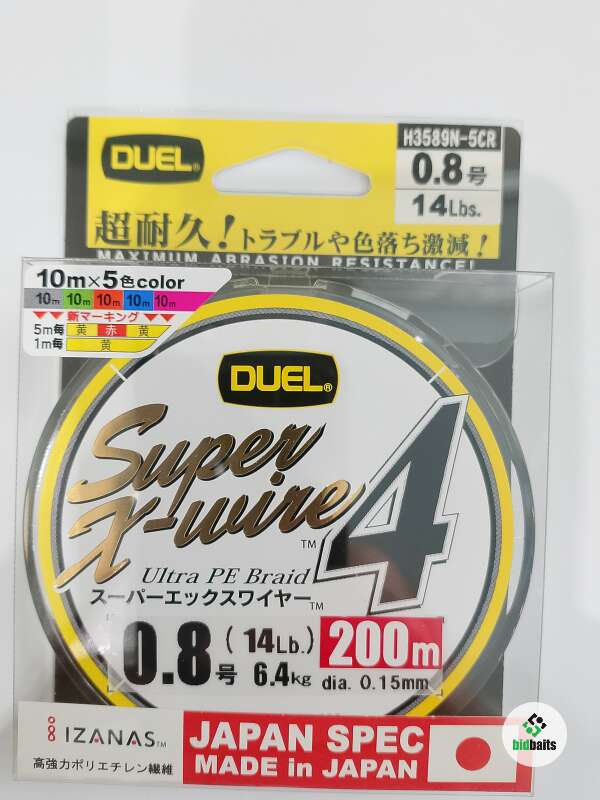 DUEL®
H3589N-5CR
0.8号
14Lbs.
超耐久！トラブルや色落ち激減！
MAXIMUM ABRASION RESISTANCE!
10m×5色color
10m 10m 10m 10m 10m
新マーキング
5m毎 黄 赤 黄
1m毎 黄
DUEL®
Super
X-wire 4
TM
Ultra PE Braid
スーパーエックスワイヤー TM
0.8号 (14Lb.) 6.4kg
200m
dia. 0.15mm
IZANAS TM
高強力ポリエチレン繊維
JAPAN SPEC
MADE in JAPAN
bidbaits